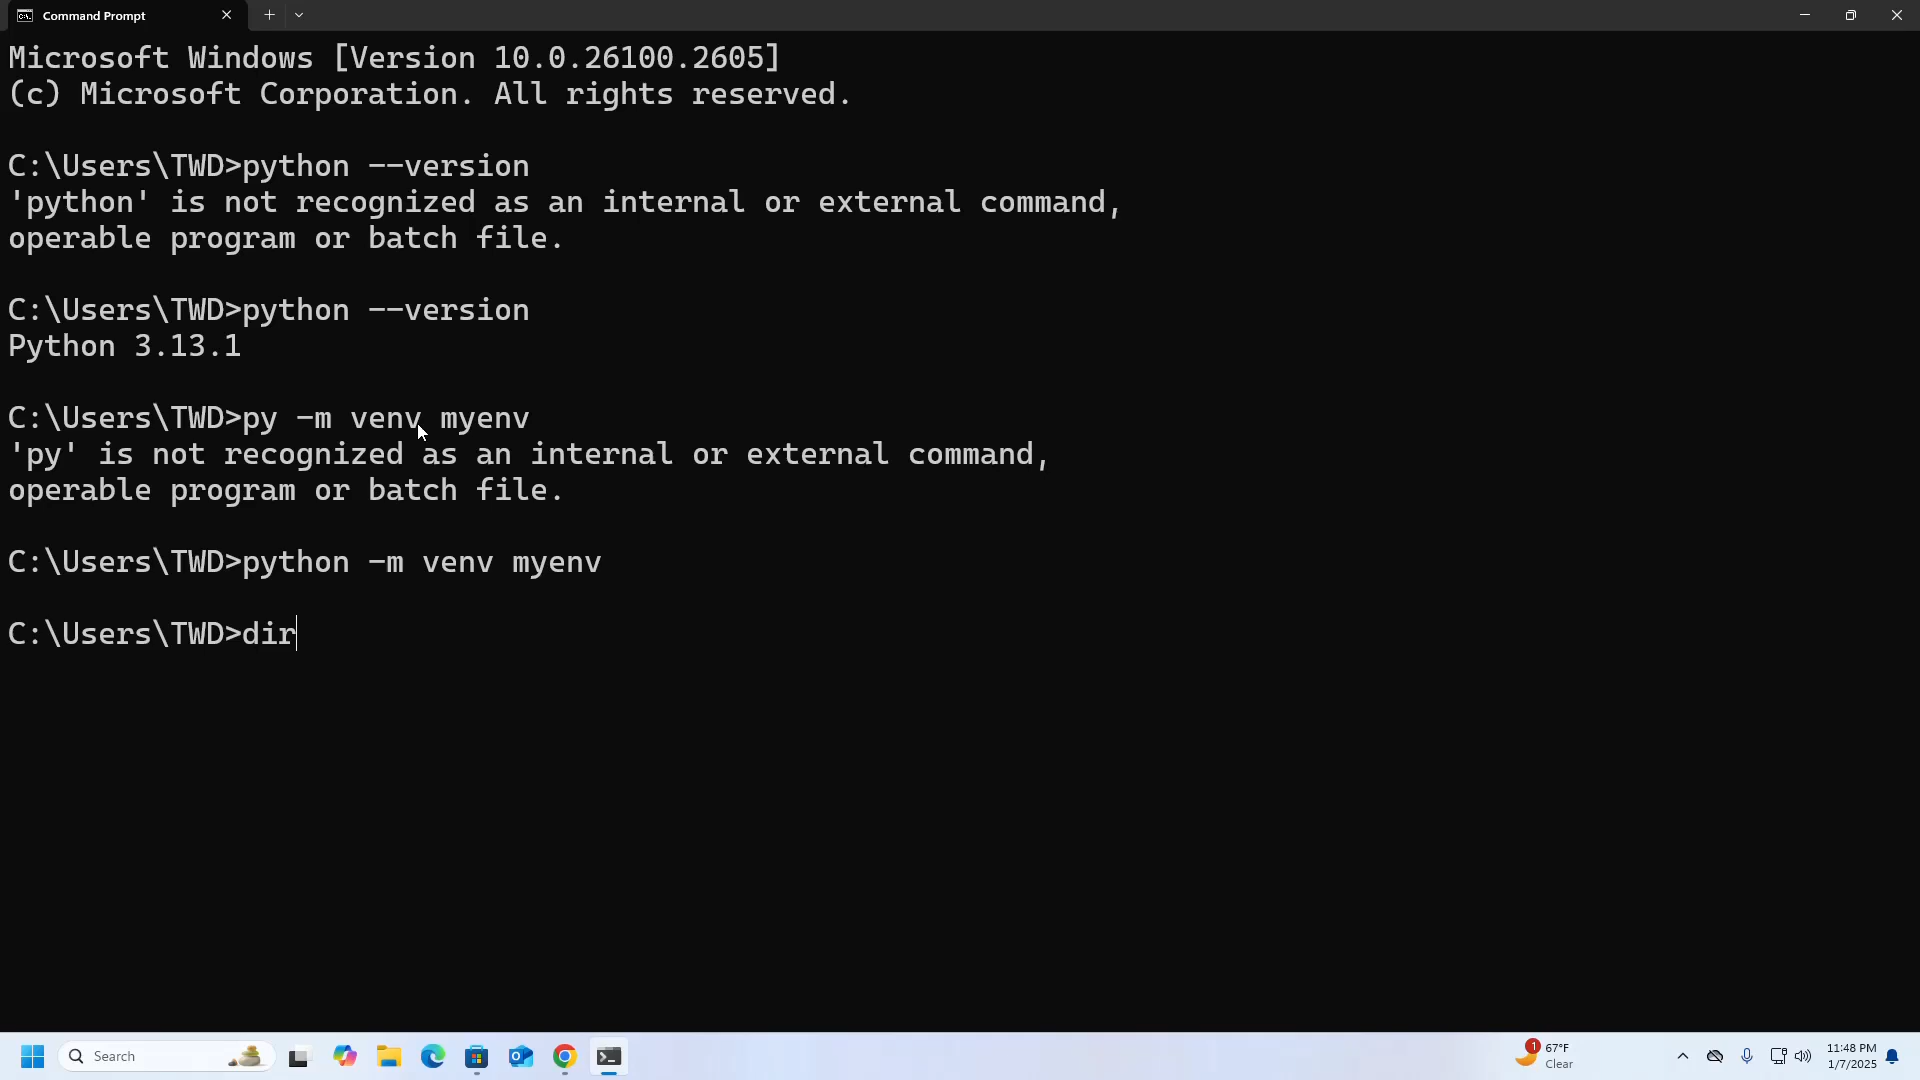 Command Prompt
Microsoft Windows [Version 10.0.26100.2605]
(c) Microsoft Corporation. All rights reserved.
C:\Users\TWD>python --version
'python' is not recognized as an internal or external command,
operable program or batch file.
C:\Users\TWD>python --version
Python 3.13.1
C:\Users\TWD>py -m venv myenv
'py' is not recognized as an internal or external command,
operable program or batch file.
C:\Users\TWD>python -m venv myenv
C:\Users\TWD>dir
Search
1
67°F
Clear
11:48 PM
1/7/2025